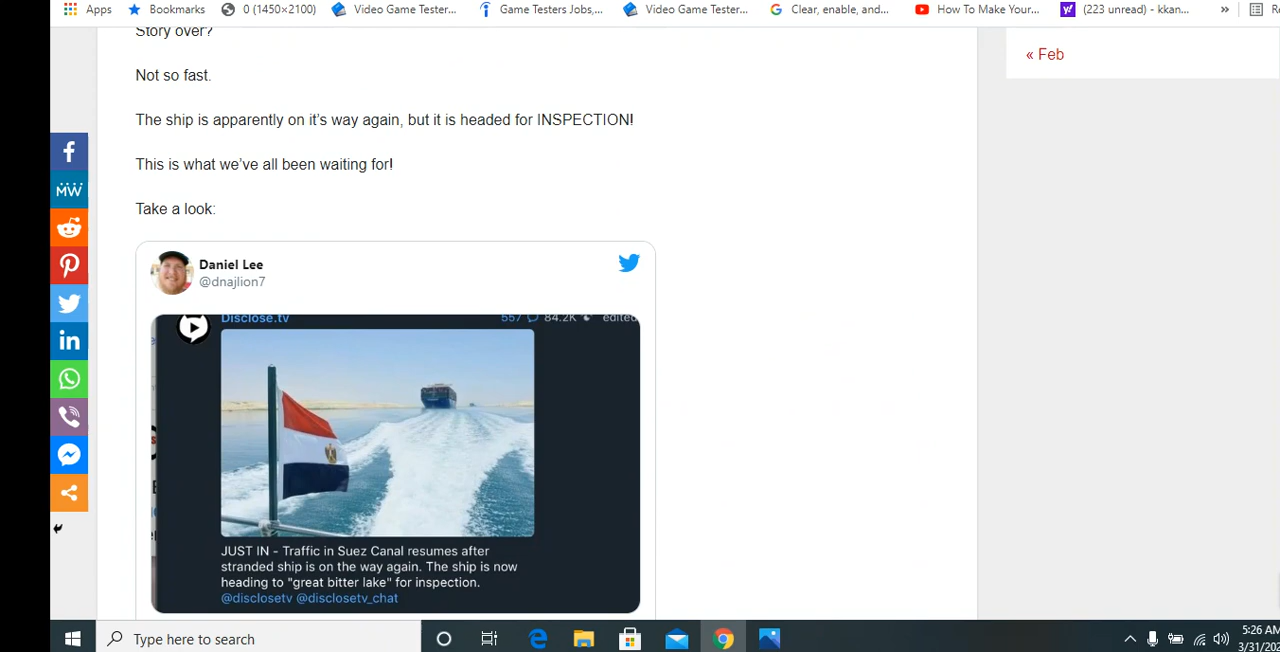 Apps
Bookmarks
0 (1450×2100)
Video Game Tester...
Game Testers Jobs,...
Video Game Tester...
Clear, enable, and...
How To Make Your...
(223 unread) - kkan...
»
Story over?
« Feb
Not so fast.
The ship is apparently on it's way again, but it is headed for INSPECTION!
This is what we've all been waiting for!
Take a look:
MW
in
Daniel Lee
@dnajlion7
Disclose.tv
557
84.2K
edited
JUST IN - Traffic in Suez Canal resumes after
stranded ship is on the way again. The ship is now
heading to "great bitter lake" for inspection.
@disclosetv @disclosetv_chat
Type here to search
5:26 AM
3/31/202